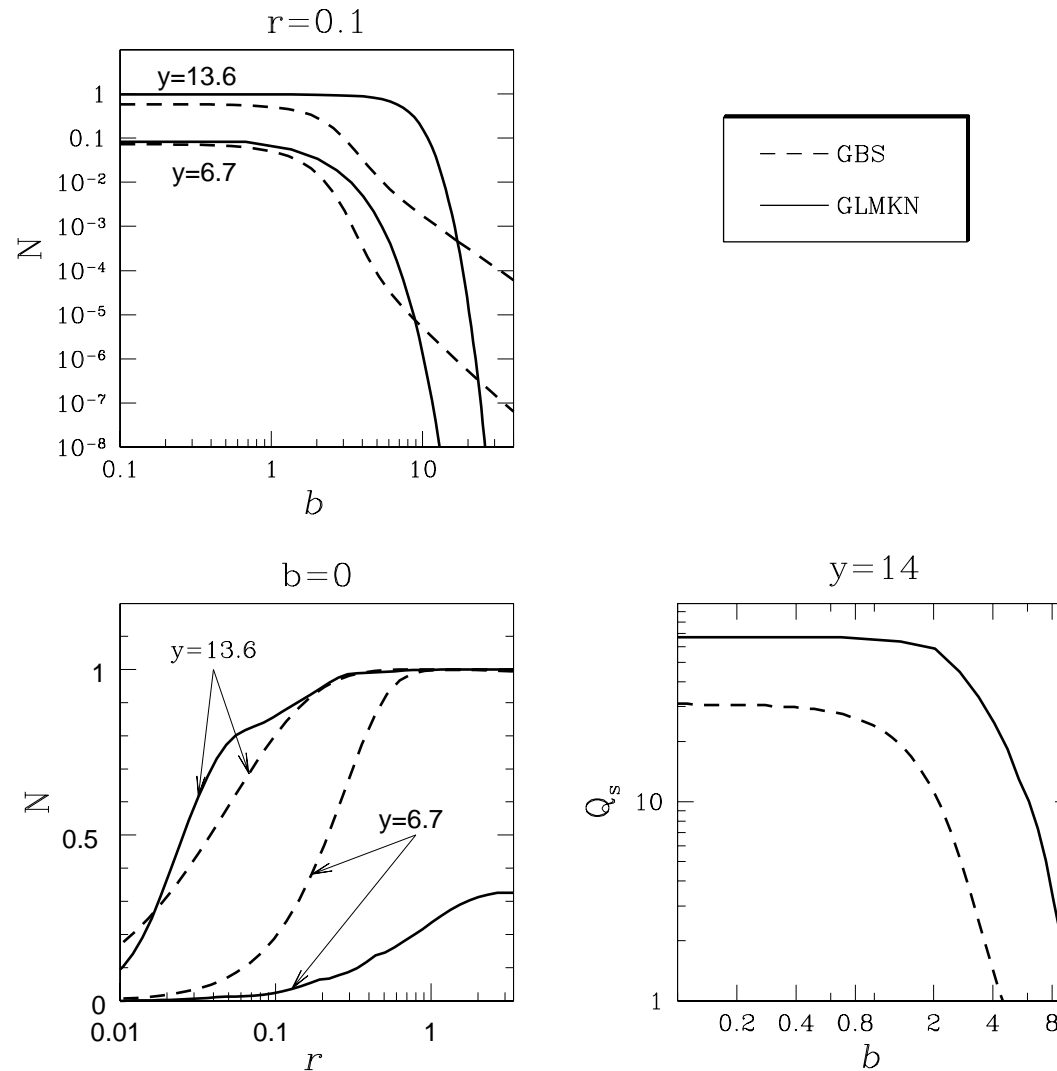 r=0.1
y=13.6
y=6.7
1
0.1
10⁻²
10⁻³
10⁻⁴
10⁻⁵
10⁻⁶
10⁻⁷
10⁻⁸
N
0.1 1 10
b
GBS
GLMKN
b=0
y=13.6
y=6.7
1
0.5
0
N
0.01 0.1 1
r
y=14
10
1
Qₛ
0.2 0.4 0.8 2 4 8
b